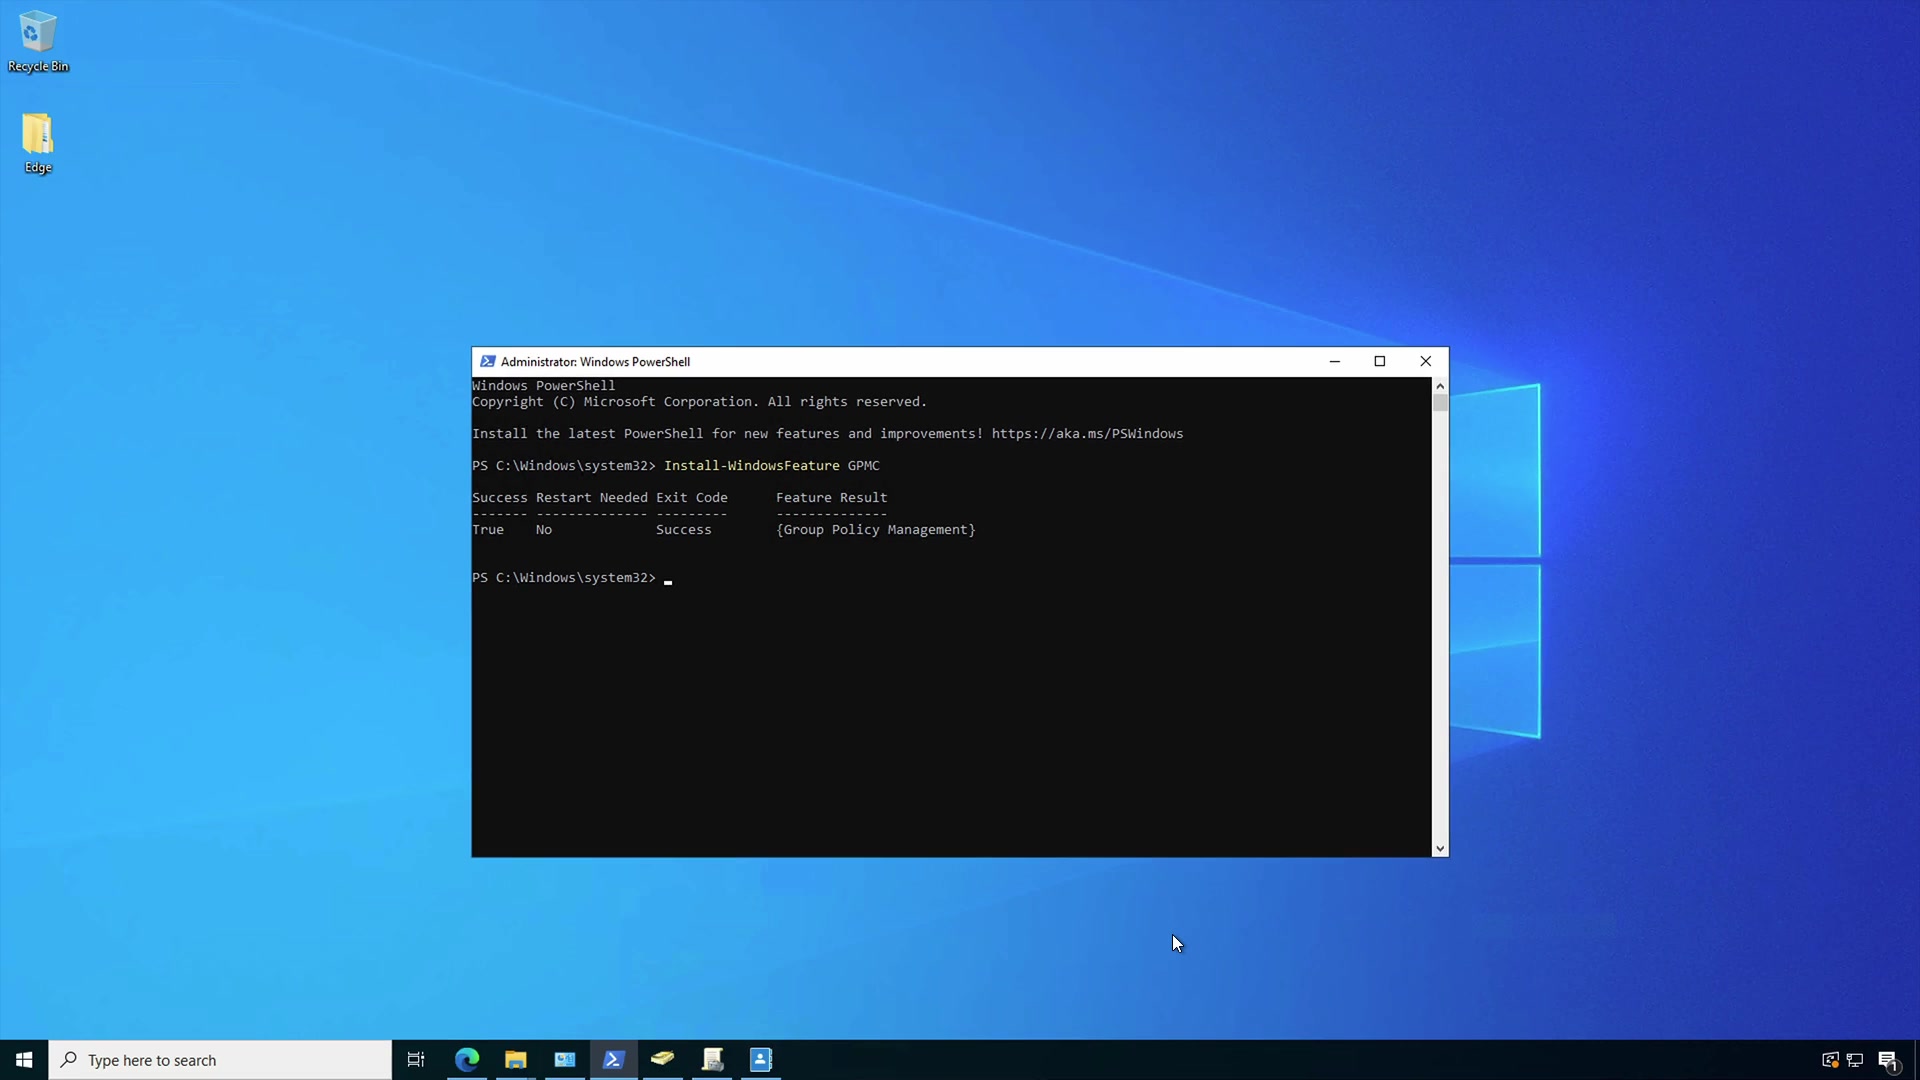 Recycle Bin
Edge
Administrator: Windows PowerShell
Windows PowerShell
Copyright (C) Microsoft Corporation. All rights reserved.
Install the latest PowerShell for new features and improvements! https://aka.ms/PSWindows
PS C:\Windows\system32> Install-WindowsFeature GPMC
Success Restart Needed Exit Code      Feature Result
------- -------------- ---------      --------------
True    No             Success        {Group Policy Management}
PS C:\Windows\system32> _
Type here to search
1